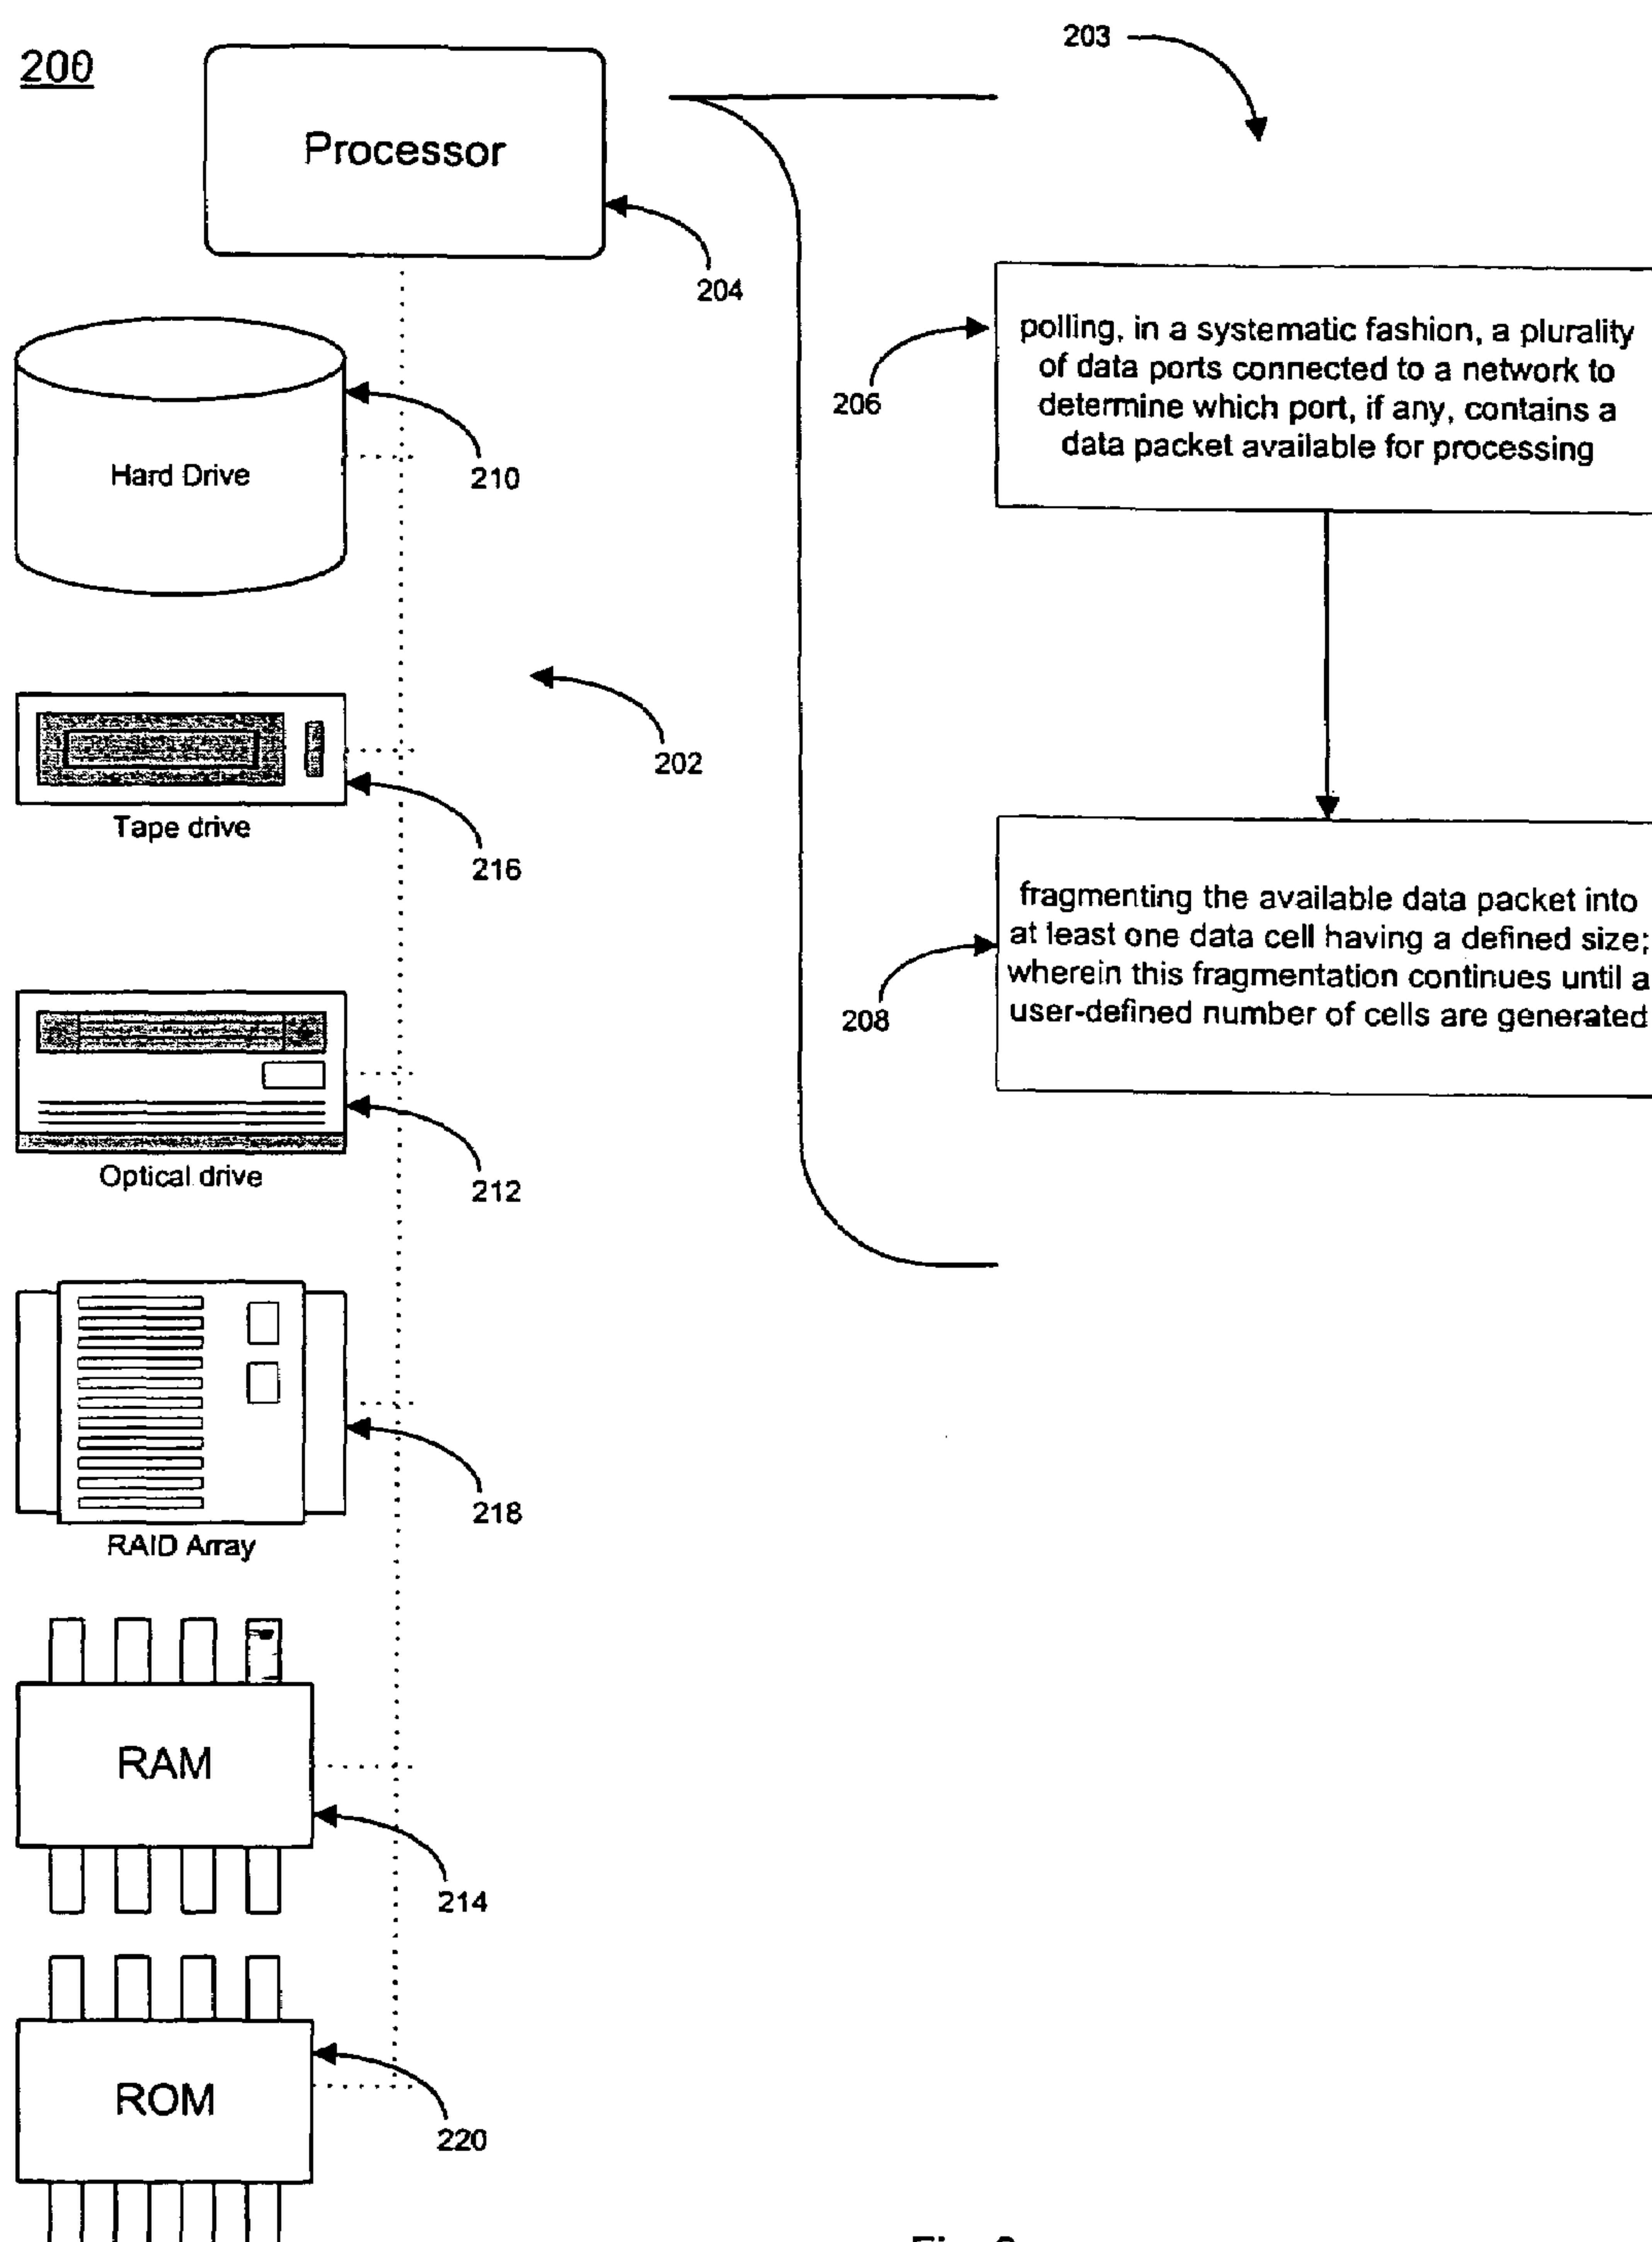 200
Processor
204
203
polling, in a systematic fashion, a plurality
of data ports connected to a network to
determine which port, if any, contains a
data packet available for processing
206
Hard Drive
210
202
Tape drive
216
fragmenting the available data packet into
at least one data cell having a defined size;
wherein this fragmentation continues until a
user-defined number of cells are generated
208
Optical drive
212
RAID Array
218
RAM
214
ROM
220